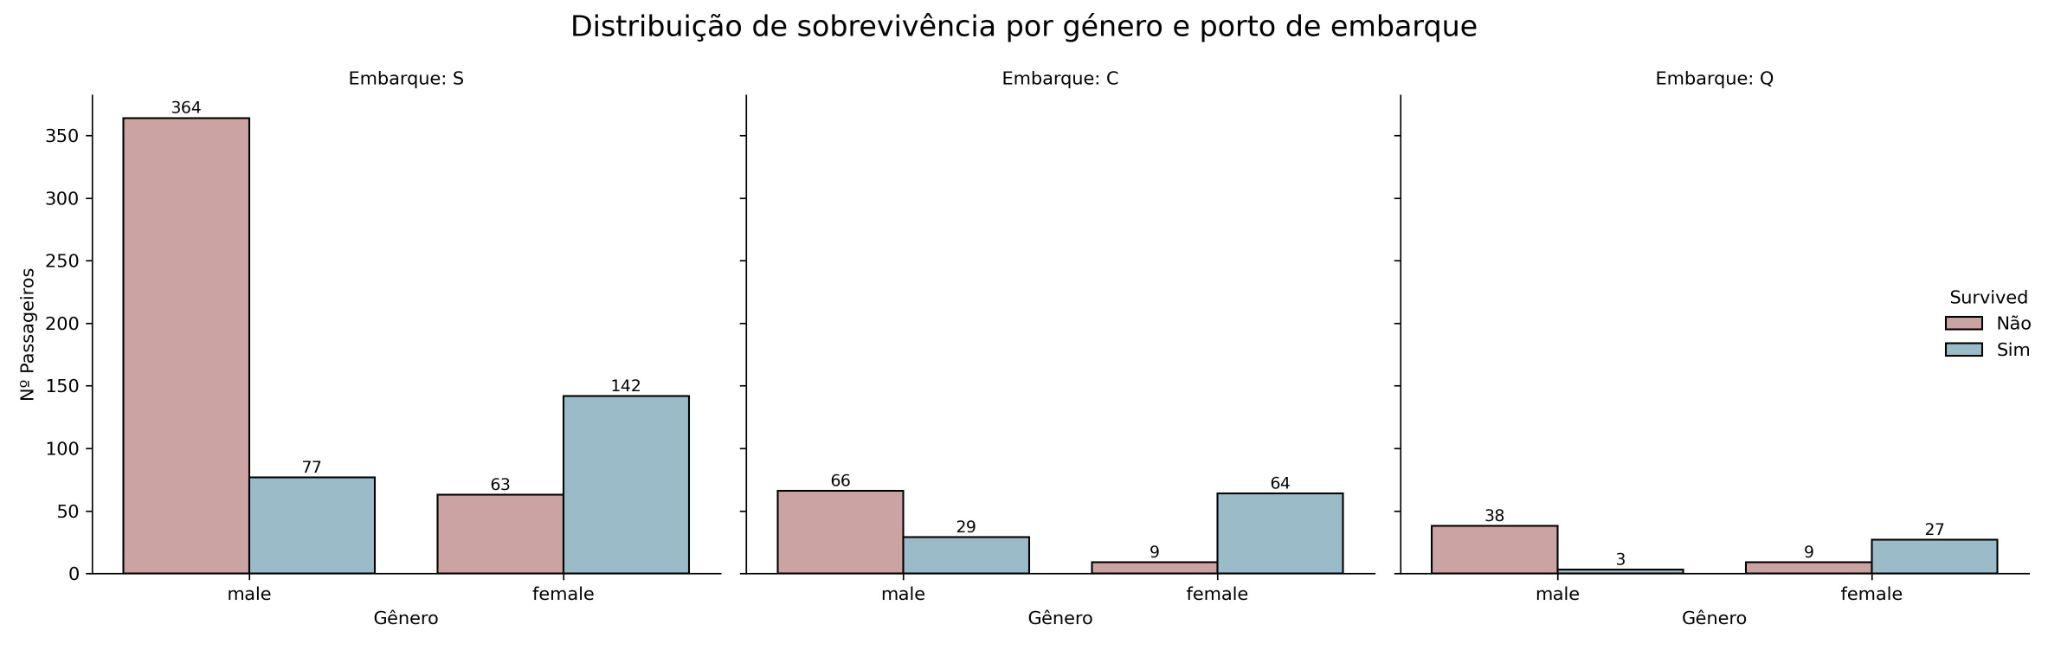 Distribuição de sobrevivência por género e porto de embarque
Embarque: S
Embarque: C
Embarque: Q
Nº Passageiros
350
300
250
200
150
100
50
0
364
77
63
142
66
29
9
64
38
3
9
27
male
female
male
female
male
female
Gênero
Gênero
Gênero
Survived
Não
Sim